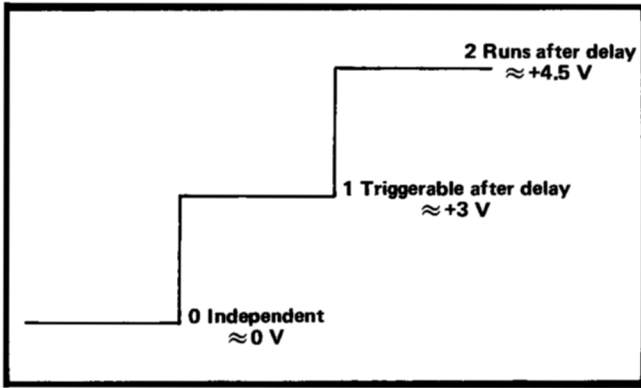 2 Runs after delay
≈+4.5 V
1 Triggerable after delay
≈+3 V
0 Independent
≈0 V